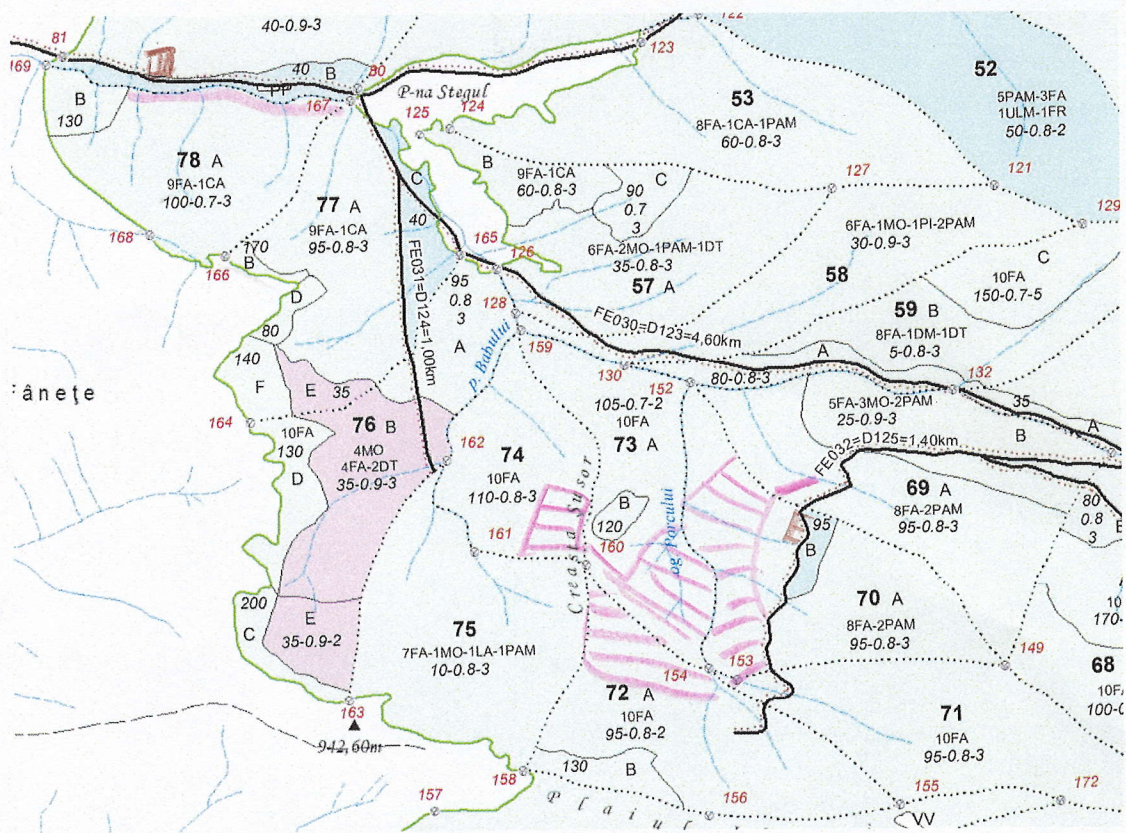 122
40-0.9-3
81
123
169
40
B
80
52
PP
P-na Stegul
B
130
167
125
124
53
5PAM-3FA
1ULM-1FR
50-0.8-2
8FA-1CA-1PAM
60-0.8-3
78 A
9FA-1CA
100-0.7-3
B
9FA-1CA
60-0.8-3
C
C
90
0.7
3
127
121
77 A
9FA-1CA
95-0.8-3
40
129
168
170
B
166
165
126
6FA-1MO-1PI-2PAM
30-0.9-3
6FA-2MO-1PAM-1DT
35-0.8-3
C
10FA
150-0.7-5
58
57 A
D
95
0.8
3
A
128
59 B
8FA-1DM-1DT
5-0.8-3
80
FE031=D124=1,00km
FE030=D123=4,60km
p. Babului
159
140
F
E
35
130
152
80-0.8-3
A
132
ânețe
105-0.7-2
10FA
5FA-3MO-2PAM
25-0.9-3
35
A
B
164
76 B
4MO
4FA-2DT
35-0.9-3
10FA
130
D
162
74
10FA
110-0.8-3
73 A
FE032=D125=1,40km
69 A
8FA-2PAM
95-0.8-3
80
0.8
3
B
B
120
95
B
161
160
Creasta Susor
og Porcului
200
C
E
35-0.9-2
75
7FA-1MO-1LA-1PAM
10-0.8-3
70 A
8FA-2PAM
95-0.8-3
10
170-
149
154
153
68
10F
100-0
163
942,60m
72 A
10FA
95-0.8-2
71
10FA
95-0.8-3
158
130
B
157
Plaiul
156
155
172
VV